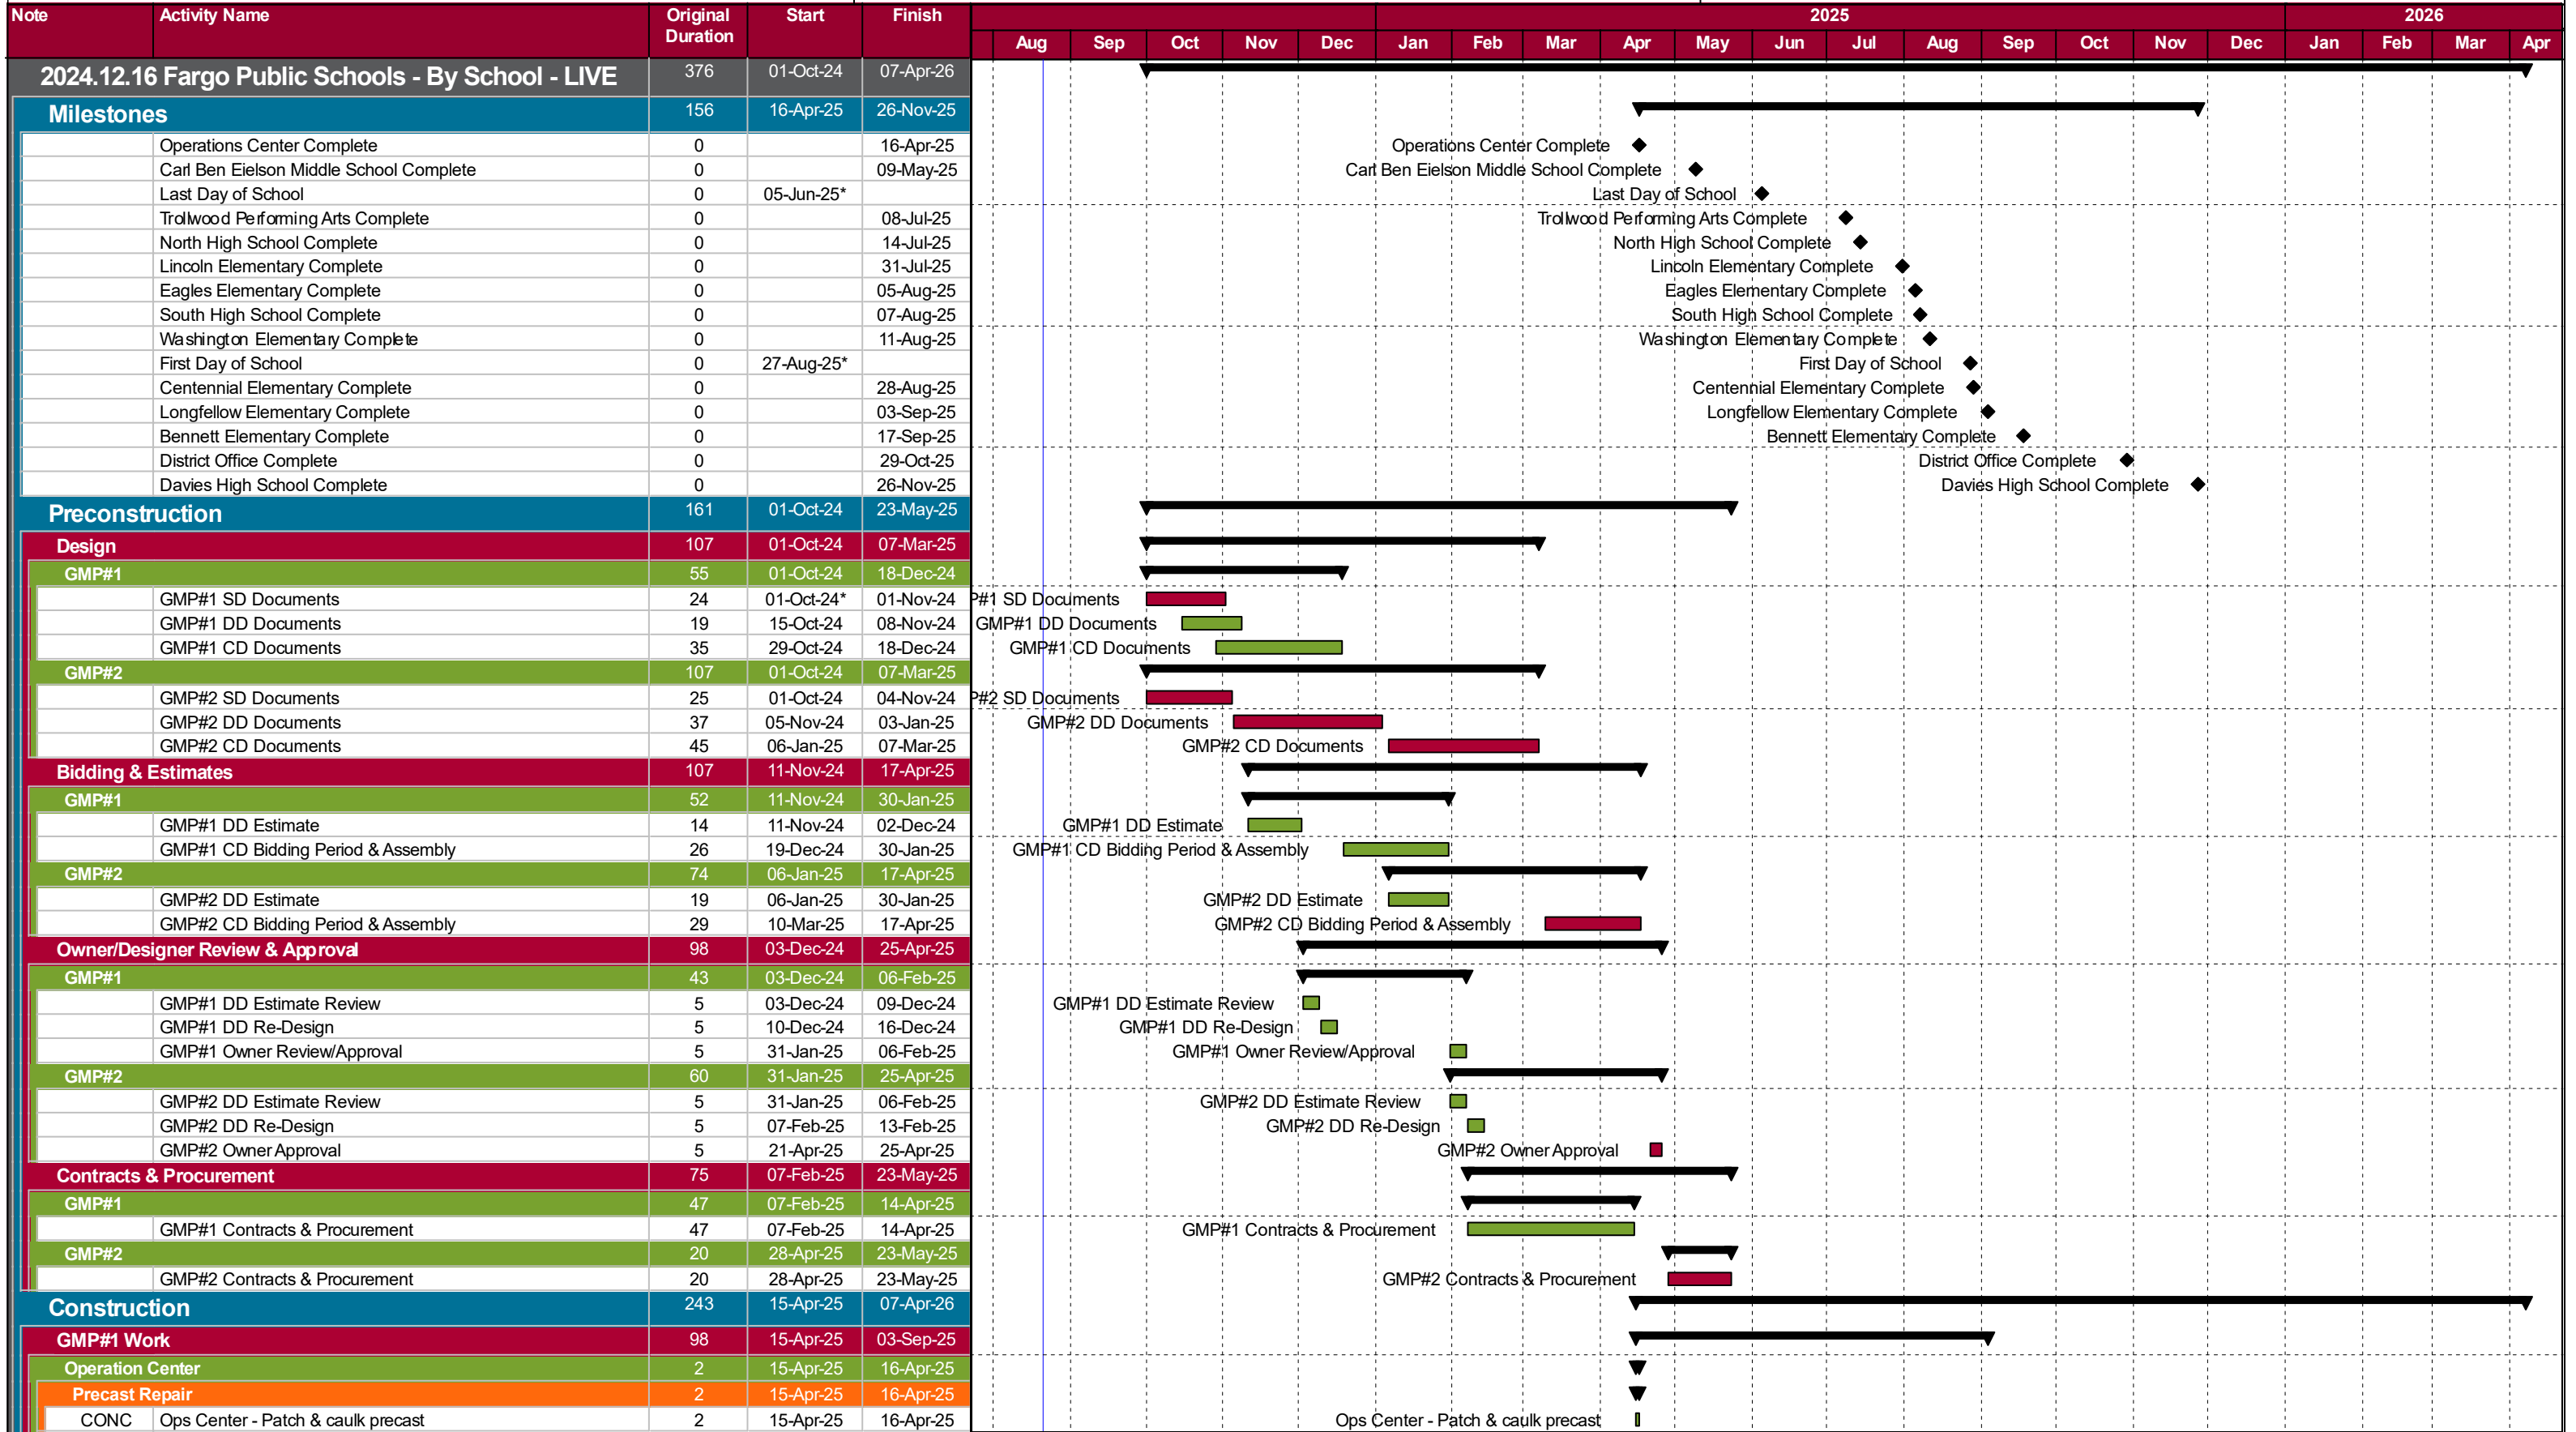 Note Activity Name Original Duration Start Finish 2025 2026
Aug Sep Oct Nov Dec Jan Feb Mar Apr May Jun Jul Aug Sep Oct Nov Dec Jan Feb Mar Apr
2024.12.16 Fargo Public Schools - By School - LIVE 376 01-Oct-24 07-Apr-26
Milestones 156 16-Apr-25 26-Nov-25
Operations Center Complete 0 16-Apr-25 Operations Center Complete
Carl Ben Eielson Middle School Complete 0 09-May-25 Carl Ben Eielson Middle School Complete
Last Day of School 0 05-Jun-25* Last Day of School
Trollwood Performing Arts Complete 0 08-Jul-25 Trollwood Performing Arts Complete
North High School Complete 0 14-Jul-25 North High School Complete
Lincoln Elementary Complete 0 31-Jul-25 Lincoln Elementary Complete
Eagles Elementary Complete 0 05-Aug-25 Eagles Elementary Complete
South High School Complete 0 07-Aug-25 South High School Complete
Washington Elementary Complete 0 11-Aug-25 Washington Elementary Complete
First Day of School 0 27-Aug-25* First Day of School
Centennial Elementary Complete 0 28-Aug-25 Centennial Elementary Complete
Longfellow Elementary Complete 0 03-Sep-25 Longfellow Elementary Complete
Bennett Elementary Complete 0 17-Sep-25 Bennett Elementary Complete
District Office Complete 0 29-Oct-25 District Office Complete
Davies High School Complete 0 26-Nov-25 Davies High School Complete
Preconstruction 161 01-Oct-24 23-May-25
Design 107 01-Oct-24 07-Mar-25
GMP#1 55 01-Oct-24 18-Dec-24
GMP#1 SD Documents 24 01-Oct-24* 01-Nov-24 P#1 SD Documents
GMP#1 DD Documents 19 15-Oct-24 08-Nov-24 GMP#1 DD Documents
GMP#1 CD Documents 35 29-Oct-24 18-Dec-24 GMP#1 CD Documents
GMP#2 107 01-Oct-24 07-Mar-25
GMP#2 SD Documents 25 01-Oct-24 04-Nov-24 P#2 SD Documents
GMP#2 DD Documents 37 05-Nov-24 03-Jan-25 GMP#2 DD Documents
GMP#2 CD Documents 45 06-Jan-25 07-Mar-25 GMP#2 CD Documents
Bidding & Estimates 107 11-Nov-24 17-Apr-25
GMP#1 52 11-Nov-24 30-Jan-25
GMP#1 DD Estimate 14 11-Nov-24 02-Dec-24 GMP#1 DD Estimate
GMP#1 CD Bidding Period & Assembly 26 19-Dec-24 30-Jan-25 GMP#1 CD Bidding Period & Assembly
GMP#2 74 06-Jan-25 17-Apr-25
GMP#2 DD Estimate 19 06-Jan-25 30-Jan-25 GMP#2 DD Estimate
GMP#2 CD Bidding Period & Assembly 29 10-Mar-25 17-Apr-25 GMP#2 CD Bidding Period & Assembly
Owner/Designer Review & Approval 98 03-Dec-24 25-Apr-25
GMP#1 43 03-Dec-24 06-Feb-25
GMP#1 DD Estimate Review 5 03-Dec-24 09-Dec-24 GMP#1 DD Estimate Review
GMP#1 DD Re-Design 5 10-Dec-24 16-Dec-24 GMP#1 DD Re-Design
GMP#1 Owner Review/Approval 5 31-Jan-25 06-Feb-25 GMP#1 Owner Review/Approval
GMP#2 60 31-Jan-25 25-Apr-25
GMP#2 DD Estimate Review 5 31-Jan-25 06-Feb-25 GMP#2 DD Estimate Review
GMP#2 DD Re-Design 5 07-Feb-25 13-Feb-25 GMP#2 DD Re-Design
GMP#2 Owner Approval 5 21-Apr-25 25-Apr-25 GMP#2 Owner Approval
Contracts & Procurement 75 07-Feb-25 23-May-25
GMP#1 47 07-Feb-25 14-Apr-25
GMP#1 Contracts & Procurement 47 07-Feb-25 14-Apr-25 GMP#1 Contracts & Procurement
GMP#2 20 28-Apr-25 23-May-25
GMP#2 Contracts & Procurement 20 28-Apr-25 23-May-25 GMP#2 Contracts & Procurement
Construction 243 15-Apr-25 07-Apr-26
GMP#1 Work 98 15-Apr-25 03-Sep-25
Operation Center 2 15-Apr-25 16-Apr-25
Precast Repair 2 15-Apr-25 16-Apr-25
CONC Ops Center - Patch & caulk precast 2 15-Apr-25 16-Apr-25 Ops Center - Patch & caulk precast